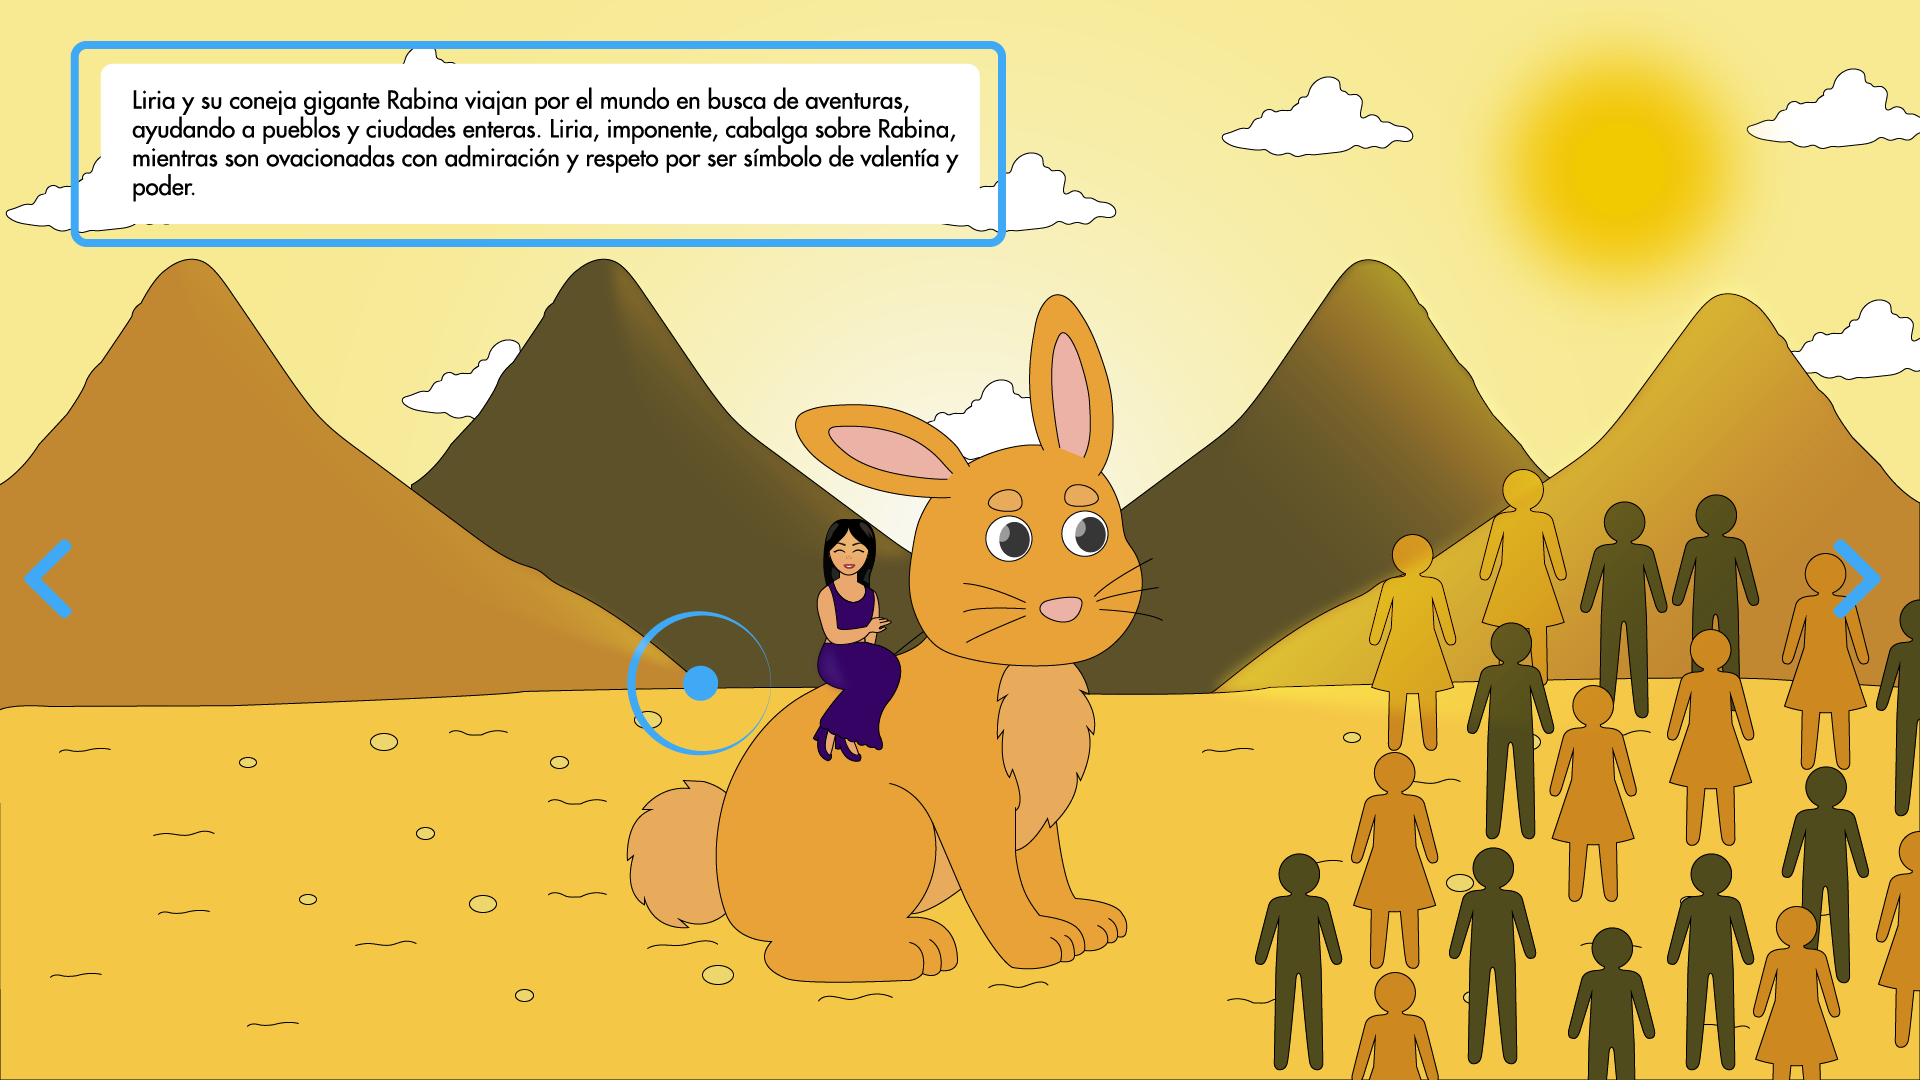 Liria y su coneja gigante Rabina viajan por el mundo en busca de aventuras,
ayudando a pueblos y ciudades enteras. Liria, imponente, cabalga sobre Rabina,
mientras son ovacionadas con admiración y respeto por ser símbolo de valentía y
poder.